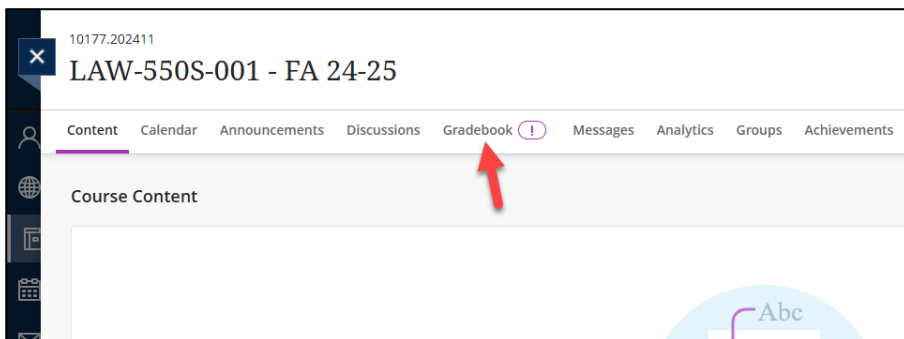 10177.202411
LAW-550S-001 - FA 24-25
Content Calendar Announcements Discussions Gradebook ! Messages Analytics Groups Achievements
Course Content
Abc